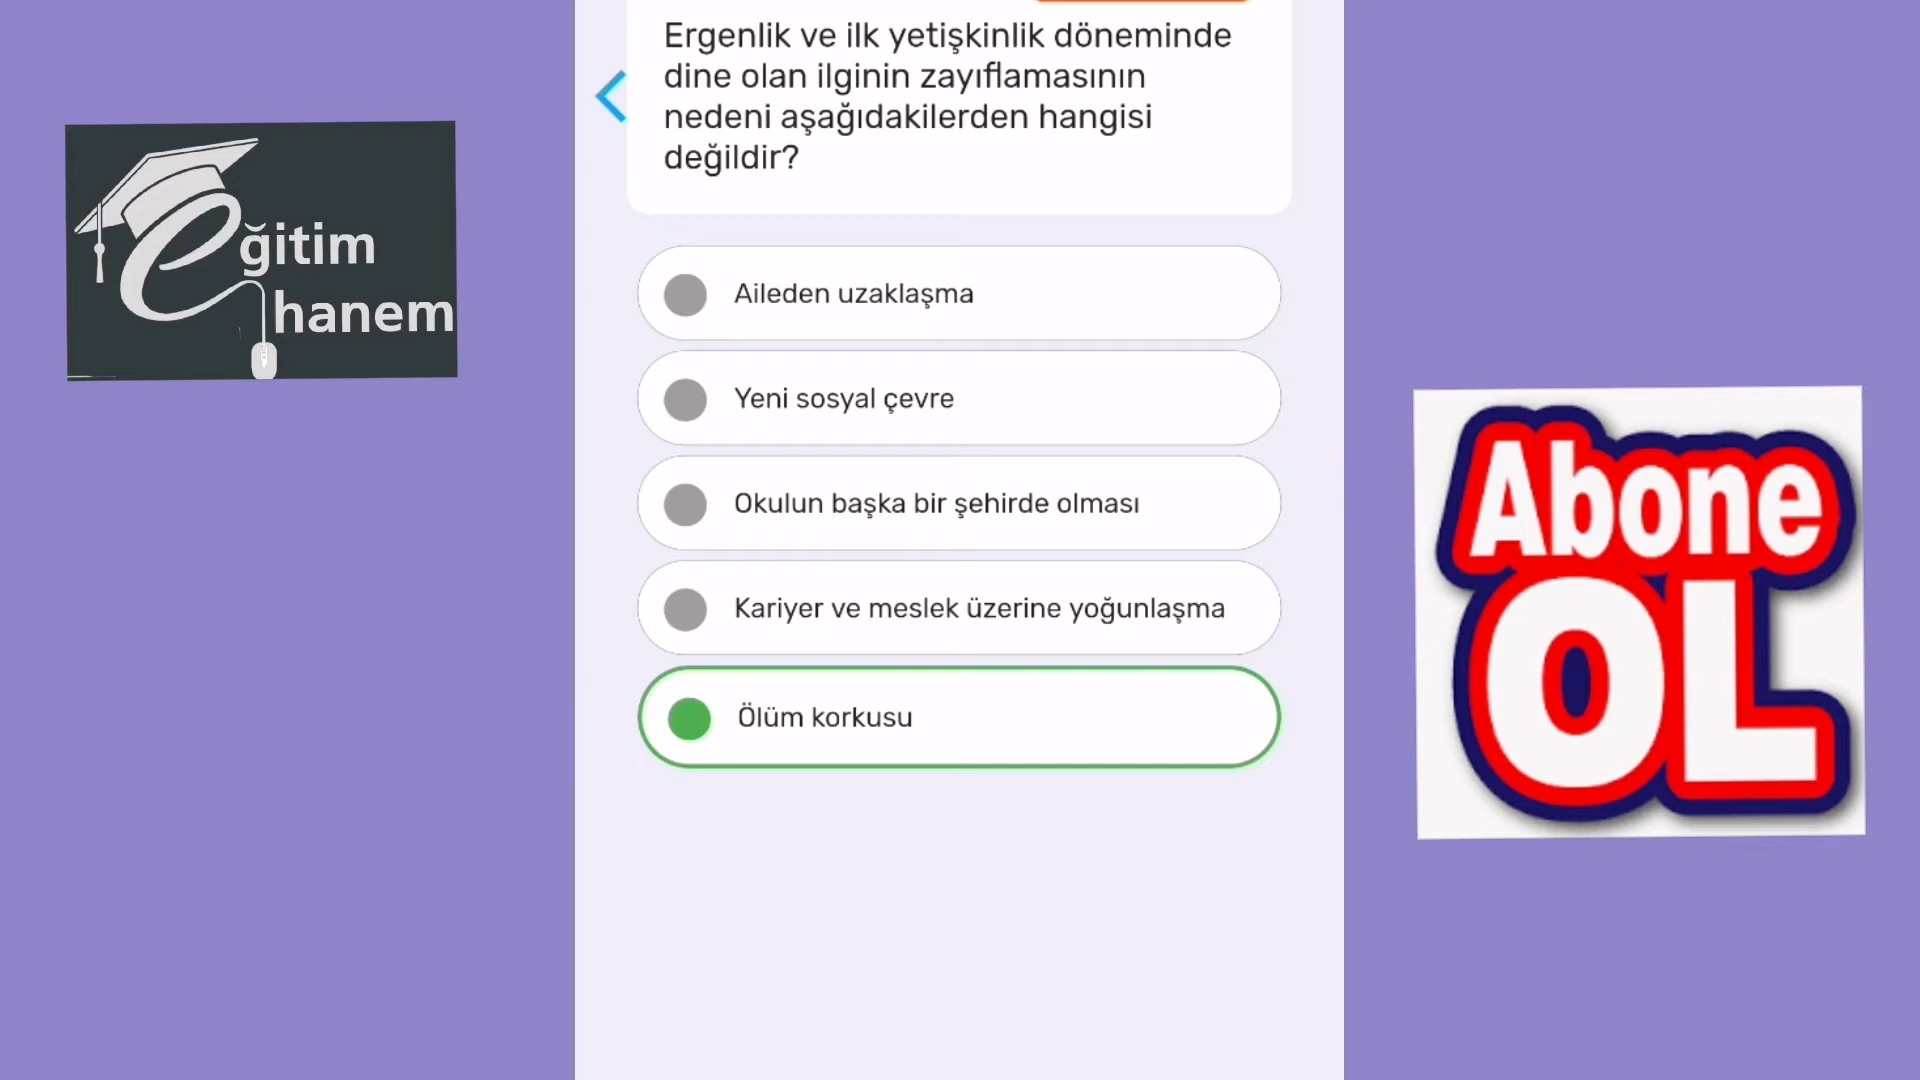 Ergenlik ve ilk yetişkinlik döneminde
dine olan ilginin zayıflamasının
nedeni aşağıdakilerden hangisi
değildir?
eğitim
hanem
Aileden uzaklaşma
Yeni sosyal çevre
Okulun başka bir şehirde olması
Kariyer ve meslek üzerine yoğunlaşma
Ölüm korkusu
Abone
OL